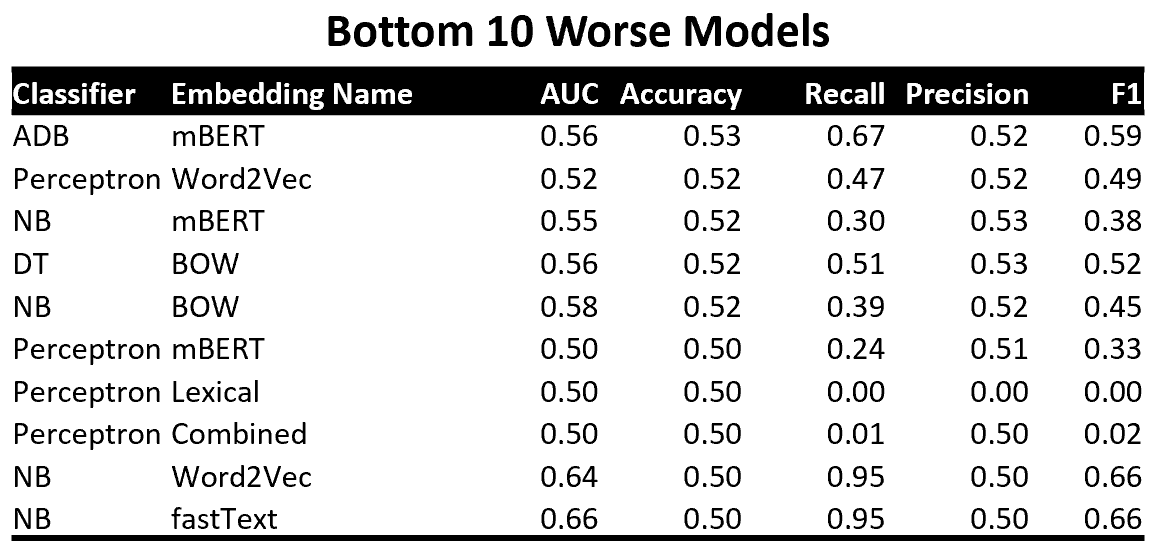 Bottom 10 Worse Models
Classifier Embedding Name AUC Accuracy Recall Precision F1
ADB mBERT 0.56 0.53 0.67 0.52 0.59
Perceptron Word2Vec 0.52 0.52 0.47 0.52 0.49
NB mBERT 0.55 0.52 0.30 0.53 0.38
DT BOW 0.56 0.52 0.51 0.53 0.52
NB BOW 0.58 0.52 0.39 0.52 0.45
Perceptron mBERT 0.50 0.50 0.24 0.51 0.33
Perceptron Lexical 0.50 0.50 0.00 0.00 0.00
Perceptron Combined 0.50 0.50 0.01 0.50 0.02
NB Word2Vec 0.64 0.50 0.95 0.50 0.66
NB fastText 0.66 0.50 0.95 0.50 0.66